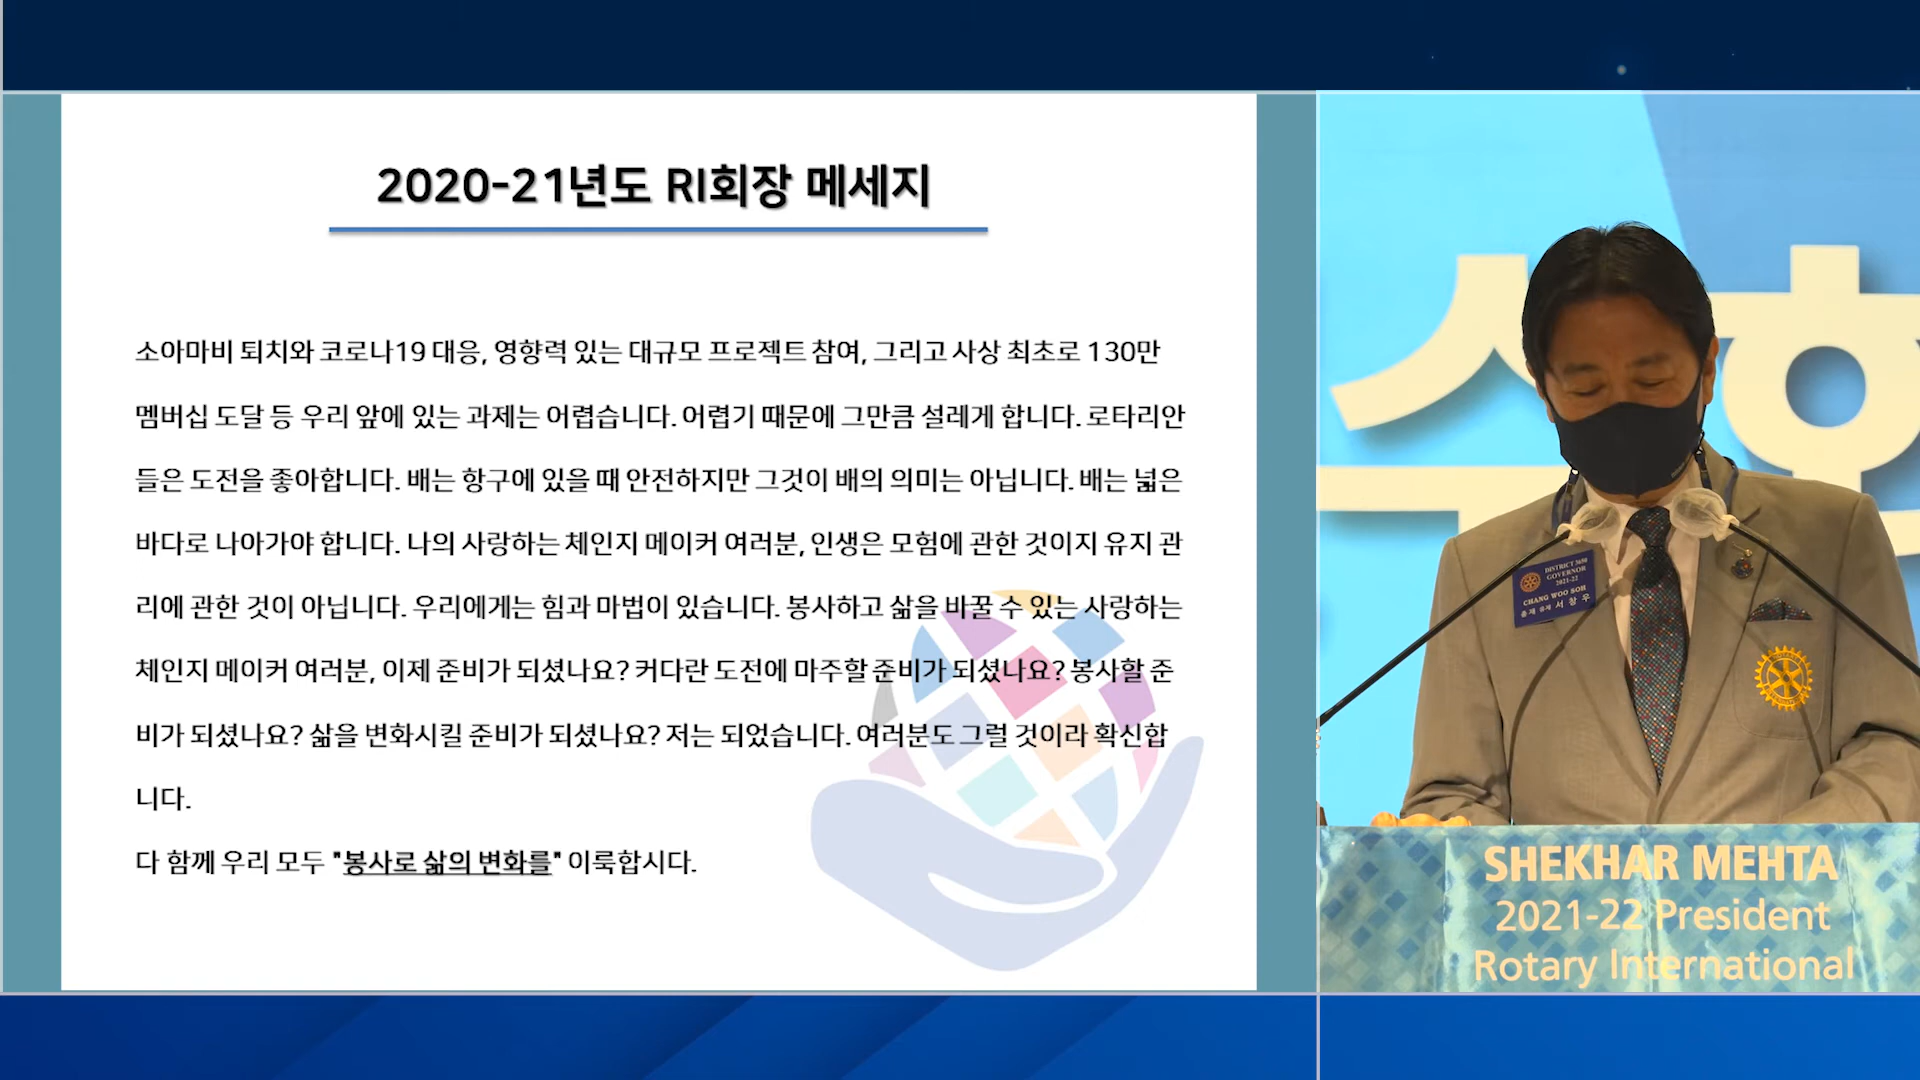 2020-21년도 RI회장 메세지
소아마비 퇴치와 코로나19 대응, 영향력 있는 대규모 프로젝트 참여, 그리고 사상 최초로 130만
멤버십 도달 등 우리 앞에 있는 과제는 어렵습니다. 어렵기 때문에 그만큼 설레게 합니다. 로타리안
들은 도전을 좋아합니다. 배는 항구에 있을 때 안전하지만 그것이 배의 의미는 아닙니다. 배는 넓은
바다로 나아가야 합니다. 나의 사랑하는 체인지 메이커 여러분, 인생은 모험에 관한 것이지 유지 관
리에 관한 것이 아닙니다. 우리에게는 힘과 마법이 있습니다. 봉사하고 삶을 바꿀 수 있는 사랑하는
체인지 메이커 여러분, 이제 준비가 되셨나요? 커다란 도전에 마주할 준비가 되셨나요? 봉사할 준
비가 되셨나요? 삶을 변화시킬 준비가 되셨나요? 저는 되었습니다. 여러분도 그럴 것이라 확신합
니다.
다 함께 우리 모두 "봉사로 삶의 변화를" 이룩합시다.
DISTRICT 3650
GOVERNOR
2021-22
CHANG WOO SOH
총재 유재 서창우
SHEKHAR MEHTA
2021-22 President
Rotary International